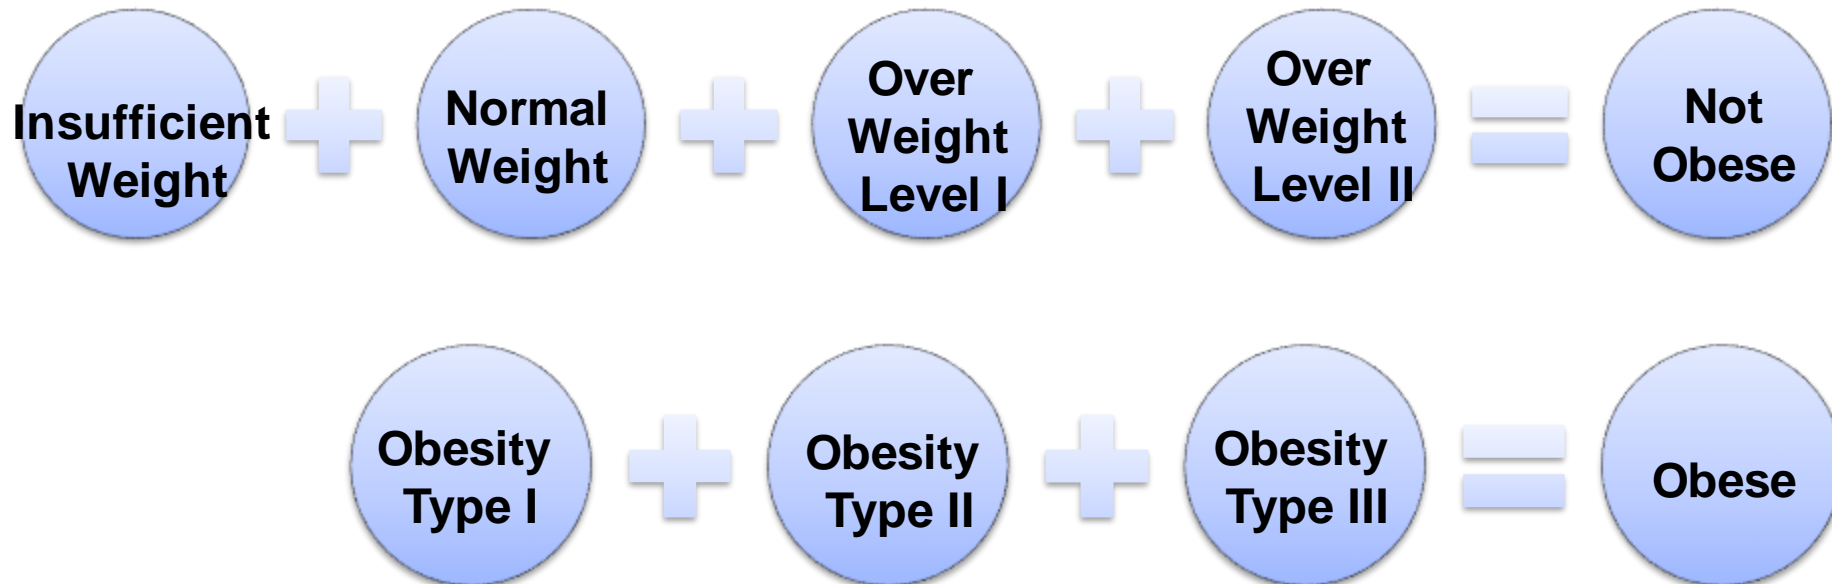 Insufficient
Weight
Normal
Weight
Over
Weight
Level I
Over
Weight
Level II
Not
Obese
Obesity
Type I
Obesity
Type II
Obesity
Type III
Obese